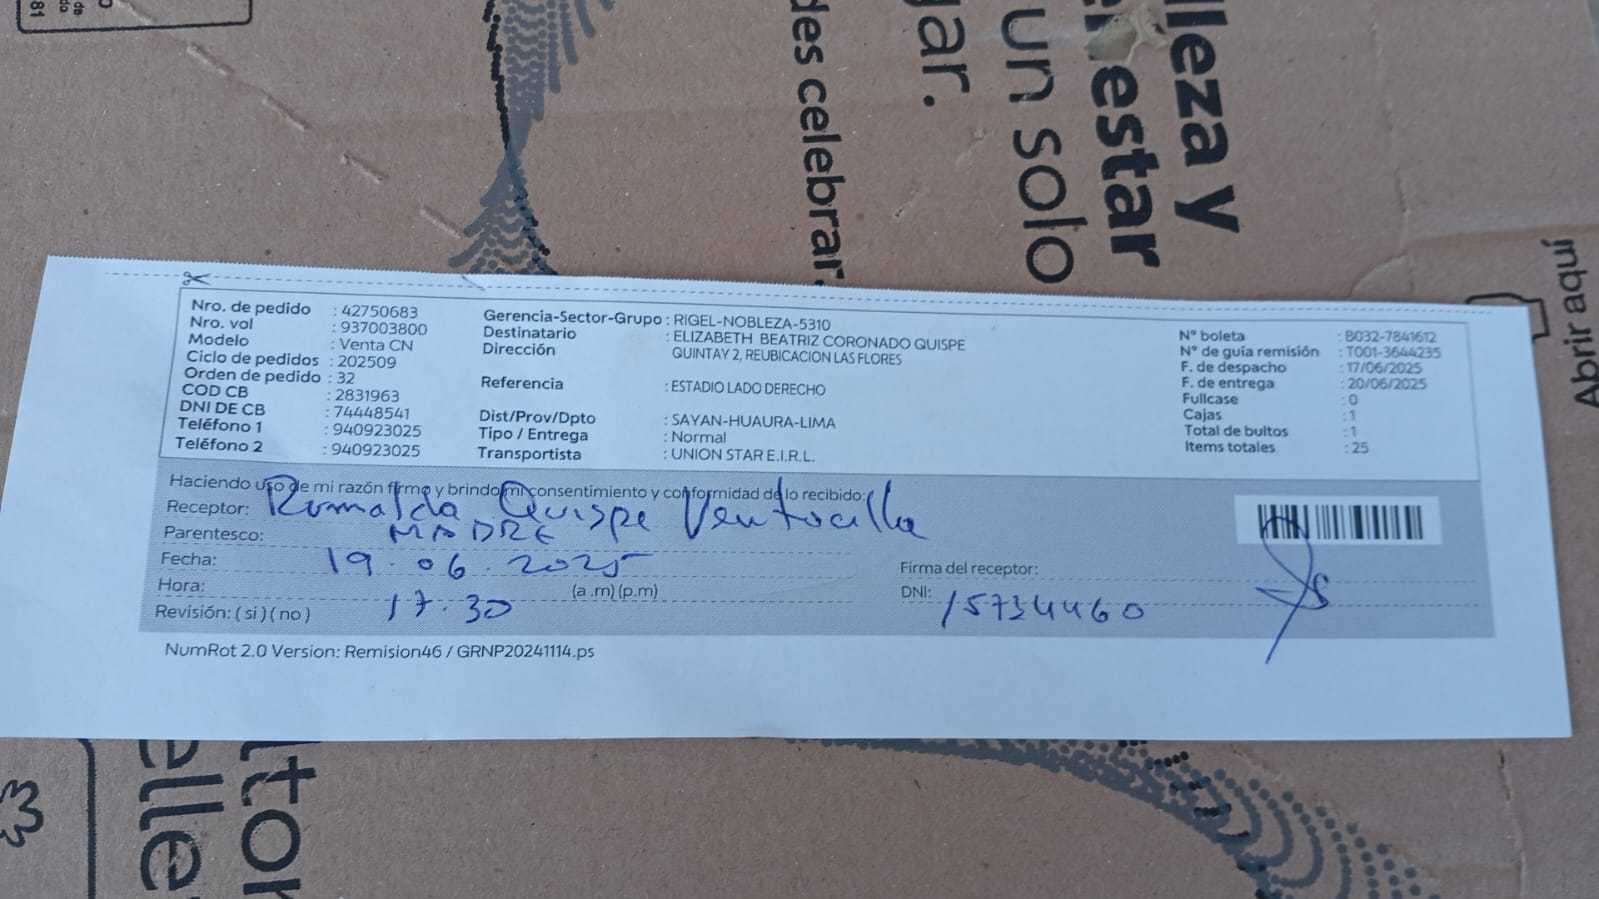 81
lleza y
el estar
un solo
gar.
des celebrar.
Abrir aquí
Nro. de pedido : 42750683
Nro. vol : 937003800
Modelo : Venta CN
Ciclo de pedidos : 202509
Orden de pedido : 32
COD CB : 2831963
DNI DE CB : 74448541
Teléfono 1 : 940923025
Teléfono 2 : 940923025
Gerencia-Sector-Grupo : RIGEL-NOBLEZA-5310
Destinatario : ELIZABETH BEATRIZ CORONADO QUISPE
Dirección QUINTAY 2, REUBICACION LAS FLORES
Referencia : ESTADIO LADO DERECHO
Dist/Prov/Dpto : SAYAN-HUAURA-LIMA
Tipo / Entrega : Normal
Transportista : UNION STAR E.I.R.L.
N° boleta : B032-7841612
N° de guía remisión : T001-3644235
F. de despacho : 17/06/2025
F. de entrega : 20/06/2025
Fullcase : 0
Cajas : 1
Total de bultos : 1
Items totales : 25
Haciendo uso de mi razón firmo y brindo mi consentimiento y conformidad de lo recibido:
Receptor: Rumalda Quispe Ventocilla
Parentesco: MADRE
Fecha: 19.06.2025
Hora: 17.30 (a .m) (p.m)
Revisión: ( si ) ( no )
Firma del receptor:
DNI: 15734460
NumRot 2.0 Version: Remision46 / GRNP20241114.ps